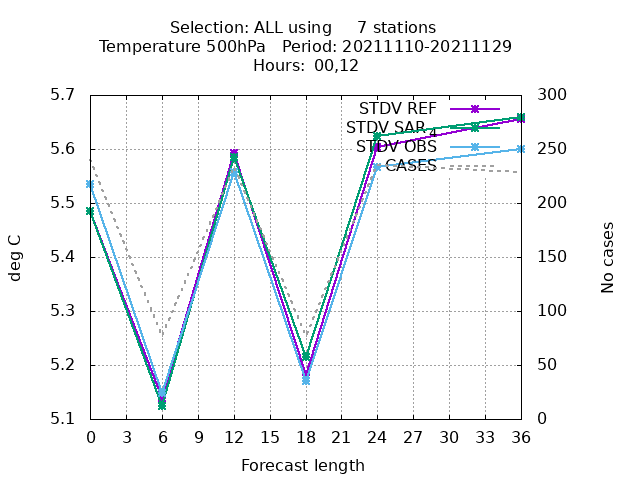 Selection: ALL using     7 stations
Temperature 500hPa   Period: 20211110-20211129
Hours:  00,12
5.7
5.6
5.5
5.4
5.3
5.2
5.1
deg C
STDV REF
STDV SAR_4
STDV OBS
CASES
300
250
200
150
100
50
0
No cases
0 3 6 9 12 15 18 21 24 27 30 33 36
Forecast length